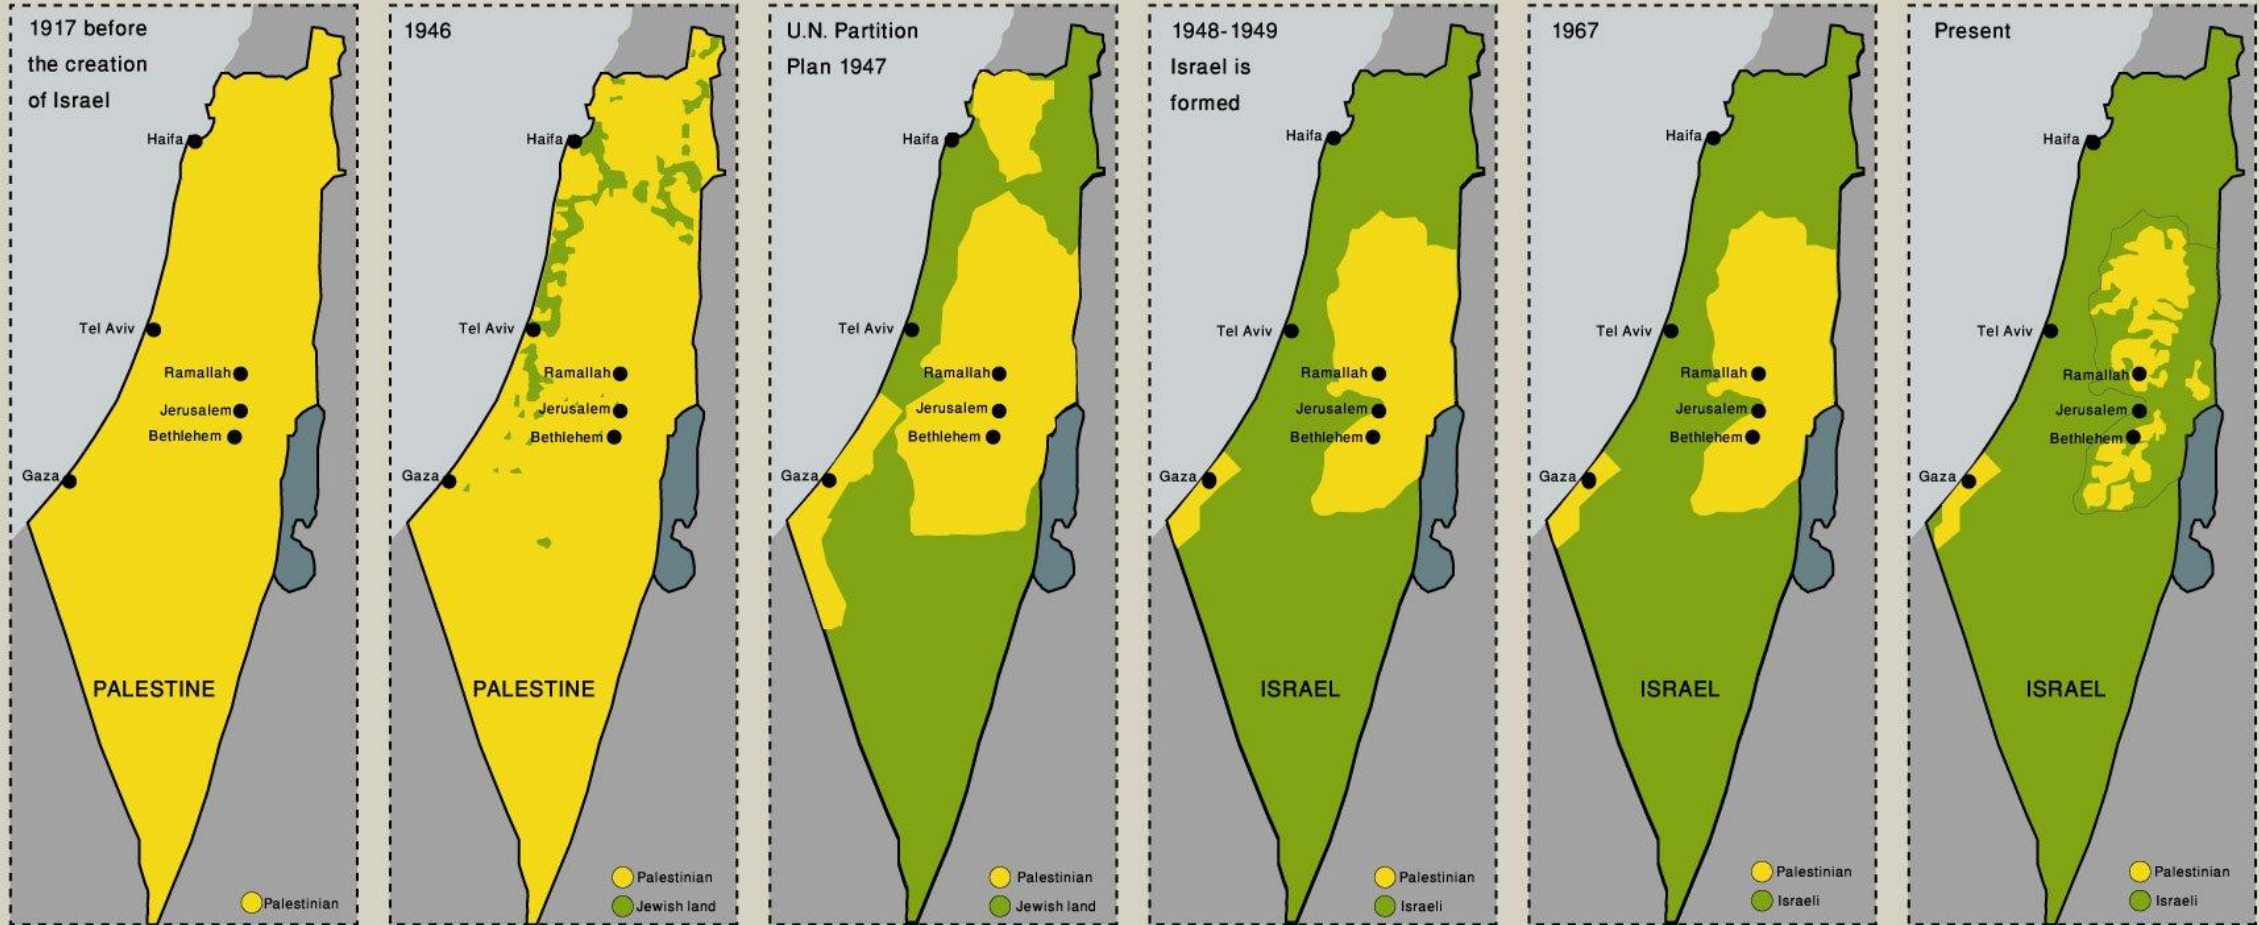 1917 before
the creation
of Israel
Haifa
Tel Aviv
Ramallah
Jerusalem
Bethlehem
Gaza
PALESTINE
Palestinian
1946
Haifa
Tel Aviv
Ramallah
Jerusalem
Bethlehem
Gaza
PALESTINE
Palestinian
Jewish land
U.N. Partition
Plan 1947
Haifa
Tel Aviv
Ramallah
Jerusalem
Bethlehem
Gaza
Palestinian
Jewish land
1948-1949
Israel is
formed
Haifa
Tel Aviv
Ramallah
Jerusalem
Bethlehem
Gaza
ISRAEL
Palestinian
Israeli
1967
Haifa
Tel Aviv
Ramallah
Jerusalem
Bethlehem
Gaza
ISRAEL
Palestinian
Israeli
Present
Haifa
Tel Aviv
Ramallah
Jerusalem
Bethlehem
Gaza
ISRAEL
Palestinian
Israeli